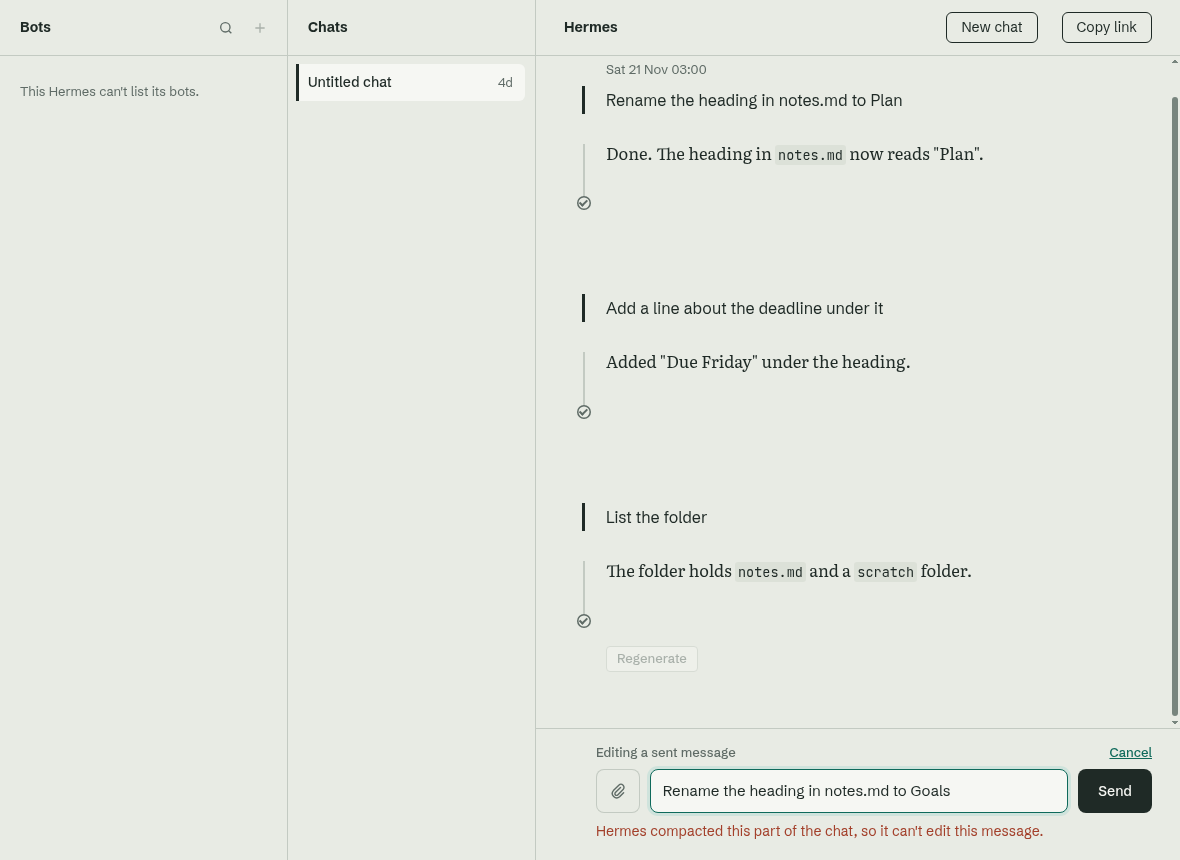 Bots
Chats
Hermes
New chat
Copy link
This Hermes can't list its bots.
Untitled chat
4d
Sat 21 Nov 03:00
Rename the heading in notes.md to Plan
Done. The heading in notes.md now reads "Plan".
Add a line about the deadline under it
Added "Due Friday" under the heading.
List the folder
The folder holds notes.md and a scratch folder.
Regenerate
Editing a sent message
Cancel
Rename the heading in notes.md to Goals
Send
Hermes compacted this part of the chat, so it can't edit this message.